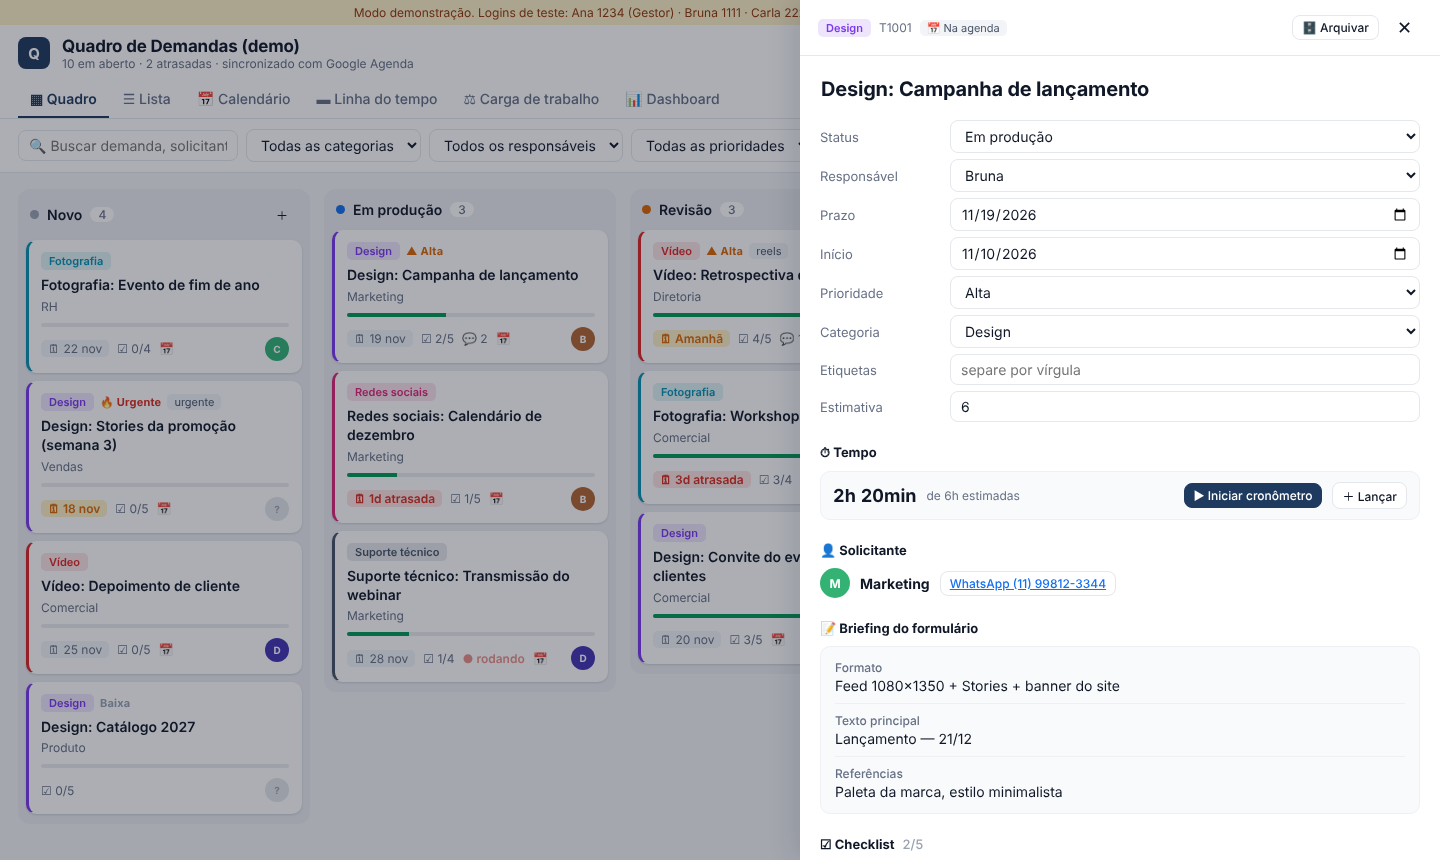 Modo demonstração. Logins de teste: Ana 1234 (Gestor) · Bruna 1111 · Carla 22
Q
Quadro de Demandas (demo)
10 em aberto · 2 atrasadas · sincronizado com Google Agenda
Quadro
Lista
Calendário
Linha do tempo
Carga de trabalho
Dashboard
Buscar demanda, solicitant
Todas as categorias
Todos os responsáveis
Todas as prioridades
Novo 4 +
Fotografia
Fotografia: Evento de fim de ano
RH
22 nov 0/4 C
Design Urgente urgente
Design: Stories da promoção
(semana 3)
Vendas
18 nov 0/5 ?
Vídeo
Vídeo: Depoimento de cliente
Comercial
25 nov 0/5 D
Design Baixa
Design: Catálogo 2027
Produto
0/5 ?
Em produção 3
Design Alta
Design: Campanha de lançamento
Marketing
19 nov 2/5 2 B
Redes sociais
Redes sociais: Calendário de
dezembro
Marketing
1d atrasada 1/5 B
Suporte técnico
Suporte técnico: Transmissão do
webinar
Marketing
28 nov 1/4 rodando D
Revisão 3
Vídeo Alta reels
Vídeo: Retrospectiva
Diretoria
Amanhã 4/5
Fotografia
Fotografia: Workshop
Comercial
3d atrasada 3/4
Design
Design: Convite do ev
clientes
Comercial
20 nov 3/5
Design T1001 Na agenda
Arquivar ✕
Design: Campanha de lançamento
Status Em produção
Responsável Bruna
Prazo 11/19/2026
Início 11/10/2026
Prioridade Alta
Categoria Design
Etiquetas separe por vírgula
Estimativa 6
Tempo
2h 20min de 6h estimadas
Iniciar cronômetro
+ Lançar
Solicitante
M Marketing WhatsApp (11) 99812-3344
Briefing do formulário
Formato
Feed 1080×1350 + Stories + banner do site
Texto principal
Lançamento — 21/12
Referências
Paleta da marca, estilo minimalista
Checklist 2/5